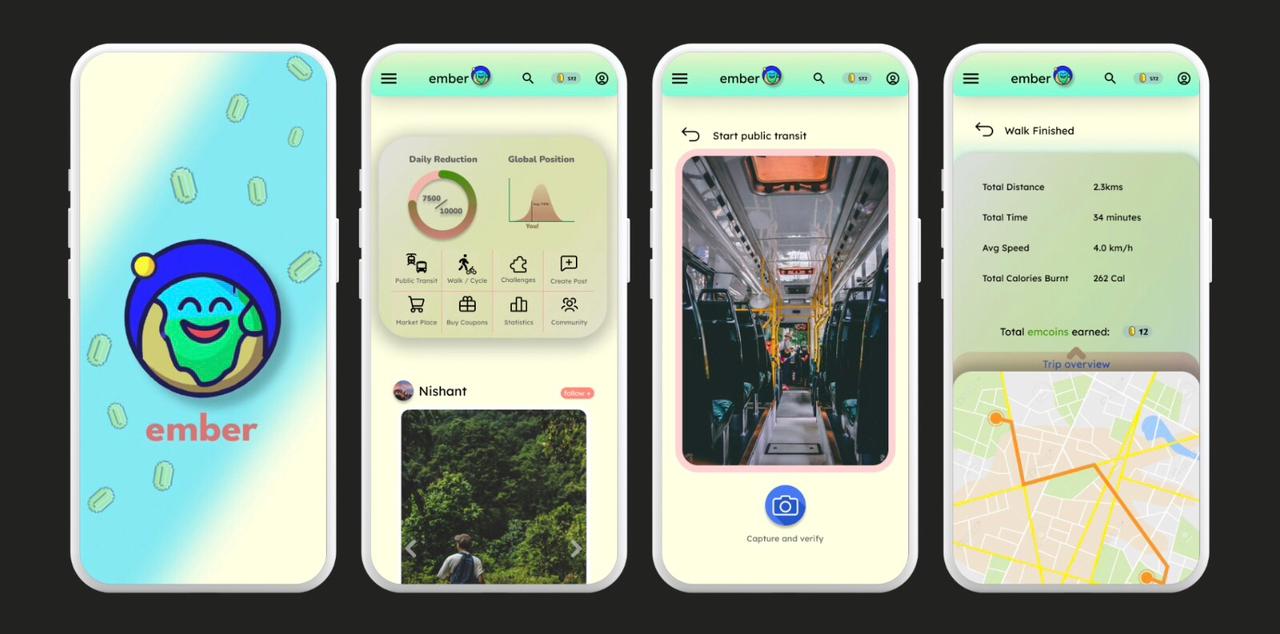 ember
ember
572
Daily Reduction
Global Position
7500
10000
You!
Public Transit
Walk / Cycle
Challenges
Create Post
Market Place
Buy Coupons
Statistics
Community
Nishant
follow +
ember
572
Start public transit
Capture and verify
ember
572
Walk Finished
Total Distance 2.3kms
Total Time 34 minutes
Avg Speed 4.0 km/h
Total Calories Burnt 262 Cal
Total emcoins earned: 12
Trip overview